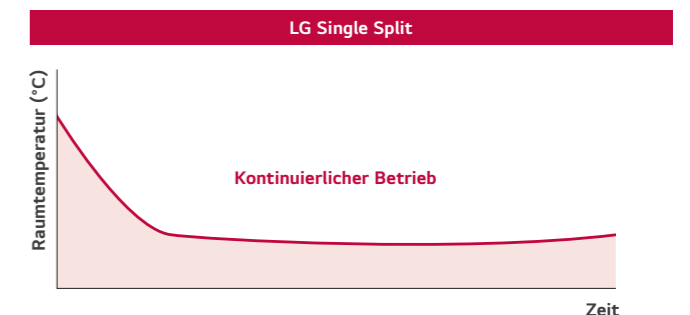 LG Single Split
Raumtemperatur (°C)
Kontinuierlicher Betrieb
Zeit